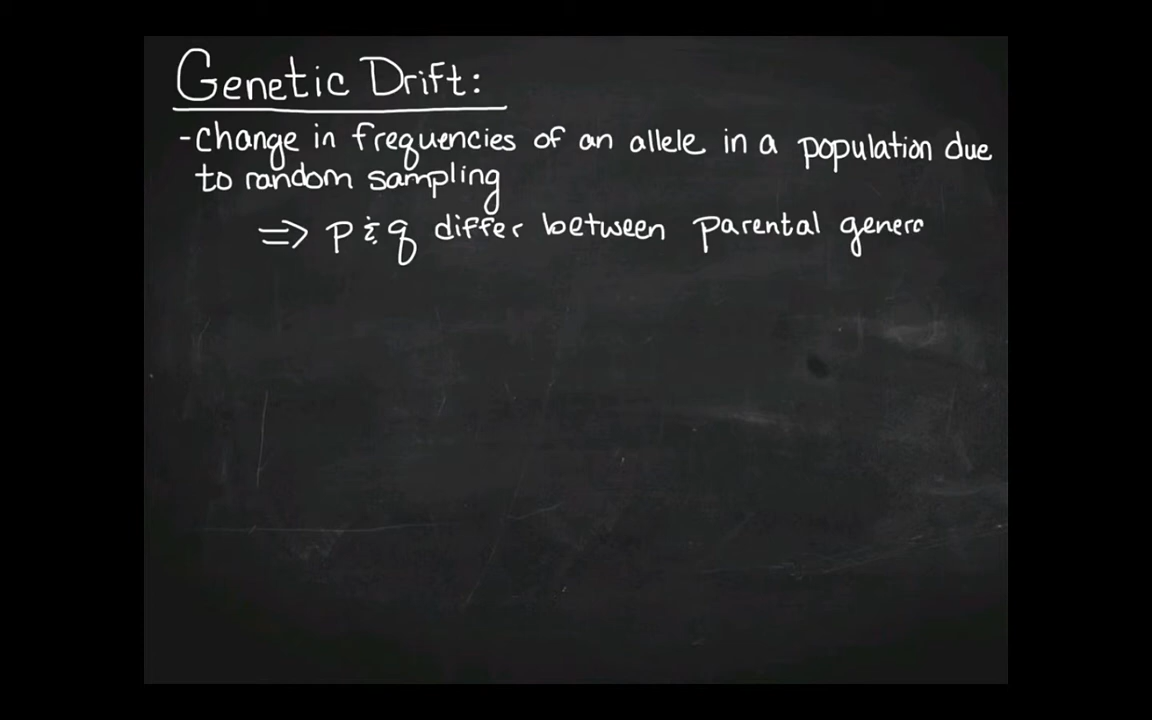 Genetic Drift:
-Change in frequencies of an allele in a population due
to random sampling
=> p & q differ between parental genera